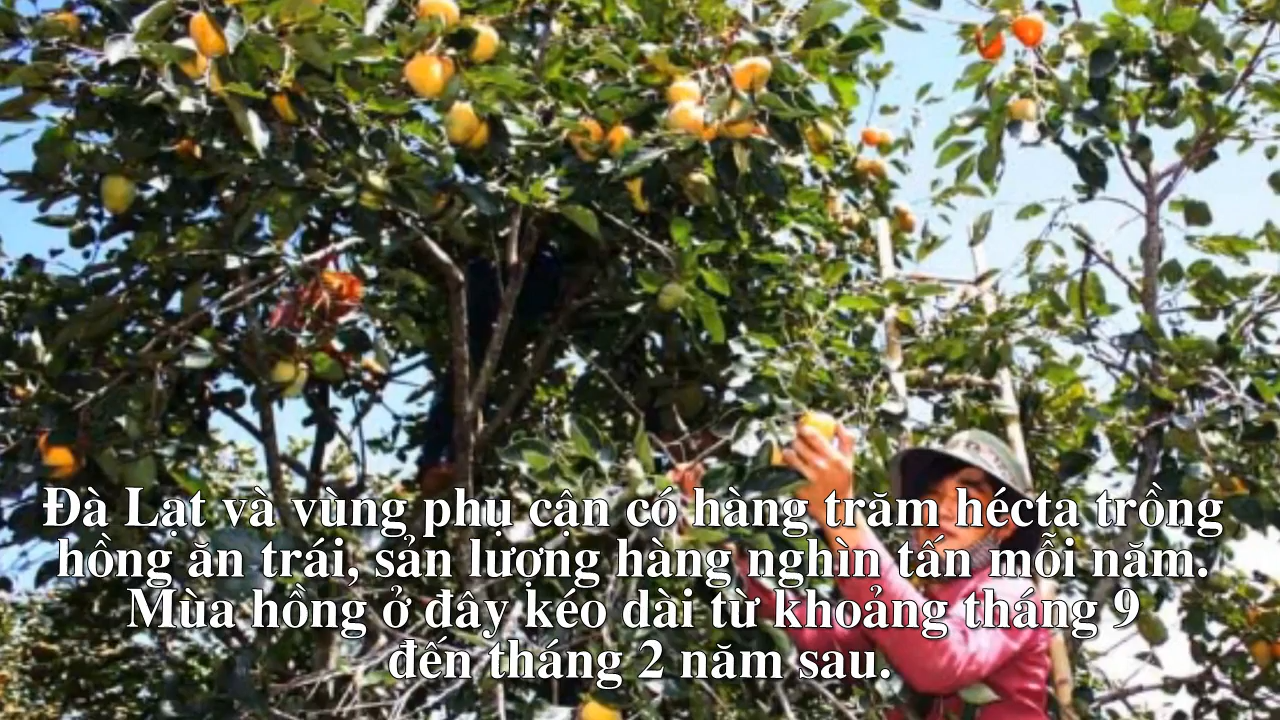 Đà Lạt và vùng phụ cận có hàng trăm hécta trồng
hồng ăn trái, sản lượng hàng nghìn tấn mỗi năm.
Mùa hồng ở đây kéo dài từ khoảng tháng 9
đến tháng 2 năm sau.